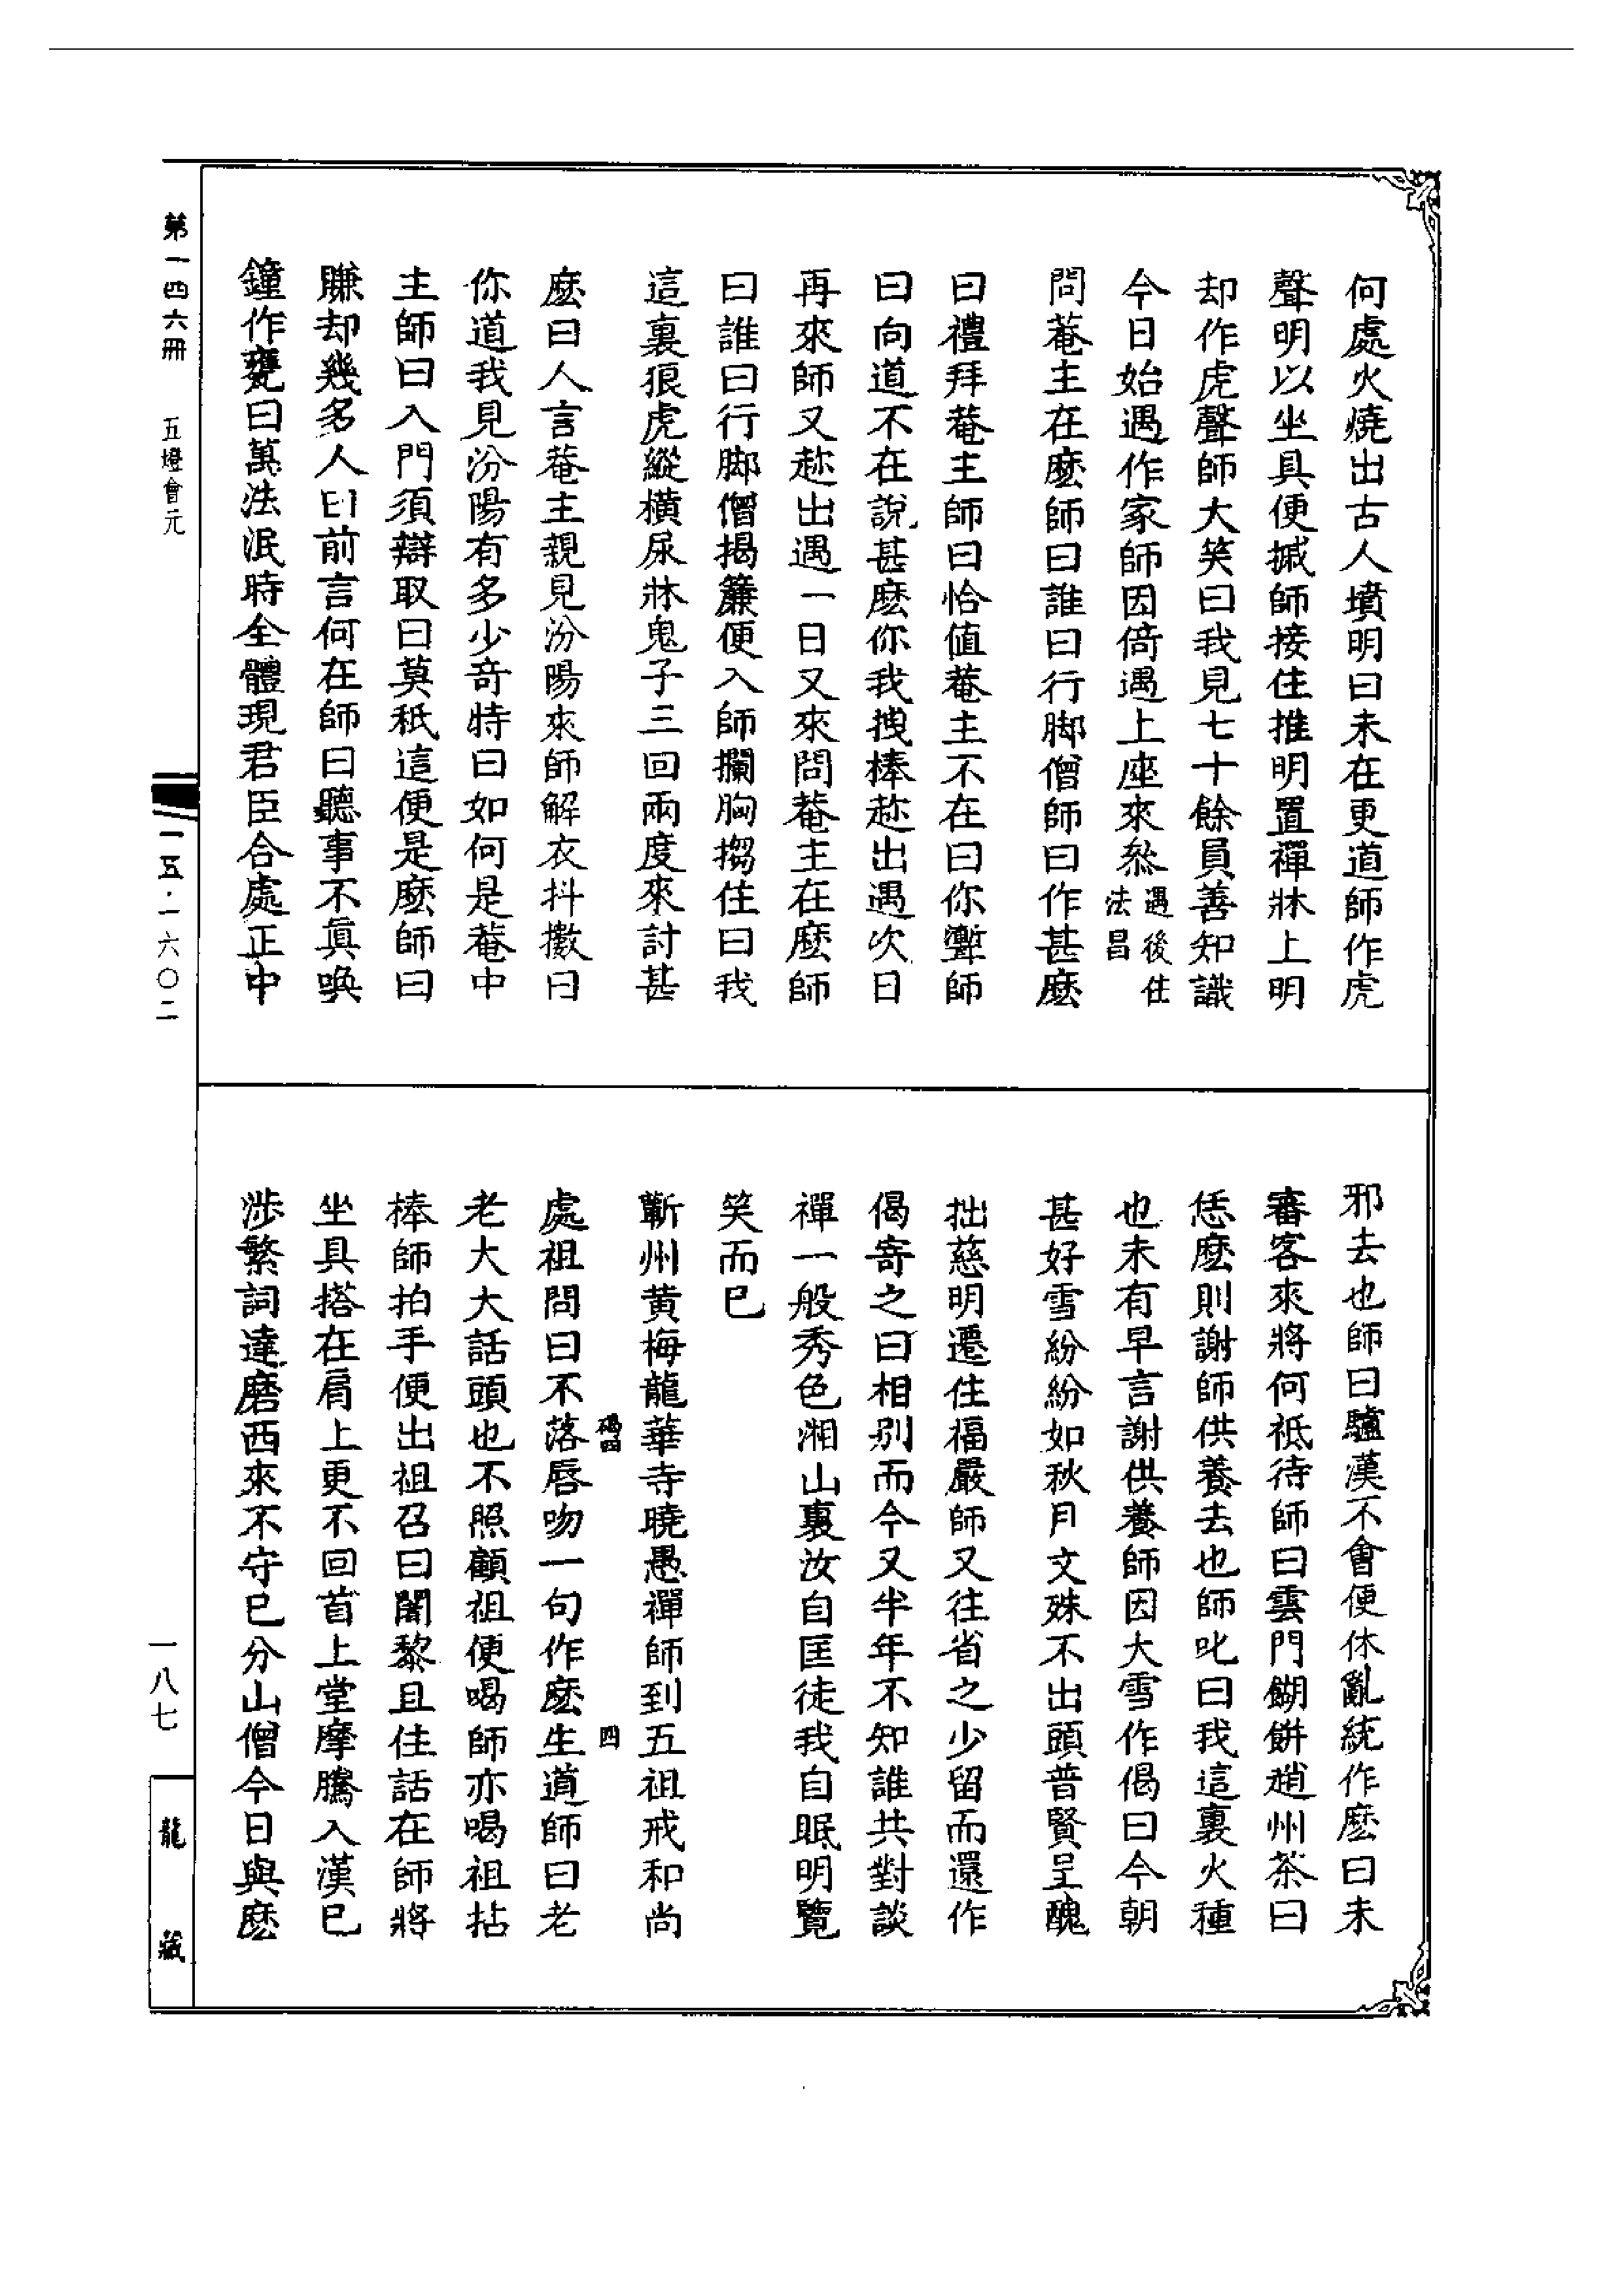 何處火燒出古人墳明曰未在更道師作虎
聲明以坐具便摵師接住推明置禪牀上明
却作虎聲師大笑曰我見七十餘員善知識
今日始遇作家師因倚遇上座來叅遇後住法昌
問菴主在麽師曰誰曰行脚僧師曰作甚麽
曰禮拜菴主師曰恰值菴主不在曰你聻師
曰向道不在說甚麽你我拽棒趂出遇次日
再來師又趂出遇一日又來問菴主在麽師
曰誰曰行脚僧揭簾便入師攔胸搊住曰我
這裏狼虎縱橫尿牀鬼子三回兩度來討甚
麽曰人言菴主親見汾陽來師解衣抖擻曰
你道我見汾陽有多少竒特曰如何是菴中
主師曰入門須辯取曰莫秖這便是麽師曰
賺却幾多人曰前言何在師曰聽事不眞喚
鐘作甕曰萬法泯時全體現君臣合處正中
邪去也師曰驢漢不會便休亂統作麽曰未
審客來將何祗待師曰雲門餬餅趙州茶曰
恁麽則謝師供養去也師叱曰我這裏火種
也未有早言謝供養師因大雪作偈曰今朝
甚好雪紛紛如秋月文殊不出頭普賢呈醜
拙慈明遷住福嚴師又往省之少留而還作
偈寄之曰相别而今又半年不知誰共對談
禪一般秀色湘山裏汝自匡徒我自眠明覽
笑而巳
蘄州黄梅龍華寺曉愚禪師到五祖戒和尚
處祖問曰不落唇吻一句作麽生道師曰老
老大大話頭也不照顧祖便喝師亦喝祖拈
棒師拍手便出祖召曰闍黎且住話在師將
坐具搭在肩上更不回首上堂摩騰入漢巳
涉繁詞達磨西來不守巳分山僧今日與麽
碣四
四
第一四六冊
五燈會元
一五·一六〇二
一八七
龍藏